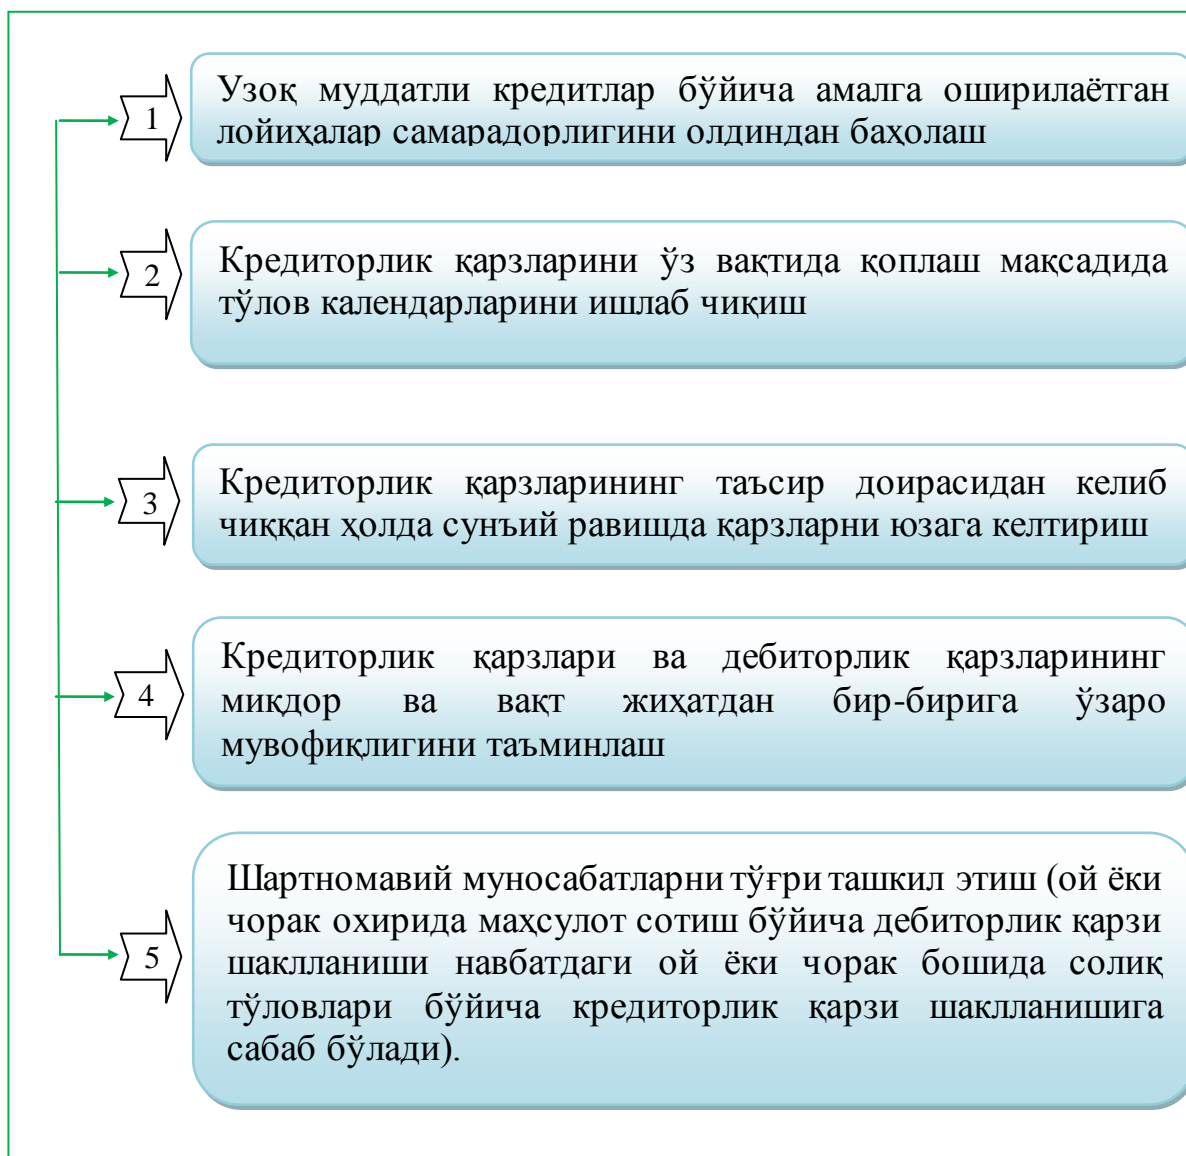 1
Узоқ муддатли кредитлар бўйича амалга оширилаётган
лойиҳалар самарадорлигини олдиндан баҳолаш
2
Кредиторлик қарзларини ўз вақтида қоплаш мақсадида
тўлов календарларини ишлаб чиқиш
3
Кредиторлик қарзларининг таъсир доирасидан келиб
чиққан ҳолда сунъий равишда қарзларни юзага келтириш
4
Кредиторлик қарзлари ва дебиторлик қарзларининг
миқдор ва вақт жиҳатдан бир-бирига ўзаро
мувофиқлигини таъминлаш
5
Шартномавий муносабатларни тўғри ташкил этиш (ой ёки
чорак охирида маҳсулот сотиш бўйича дебиторлик қарзи
шаклланиши навбатдаги ой ёки чорак бошида солиқ
тўловлари бўйича кредиторлик қарзи шаклланишига
сабаб бўлади).